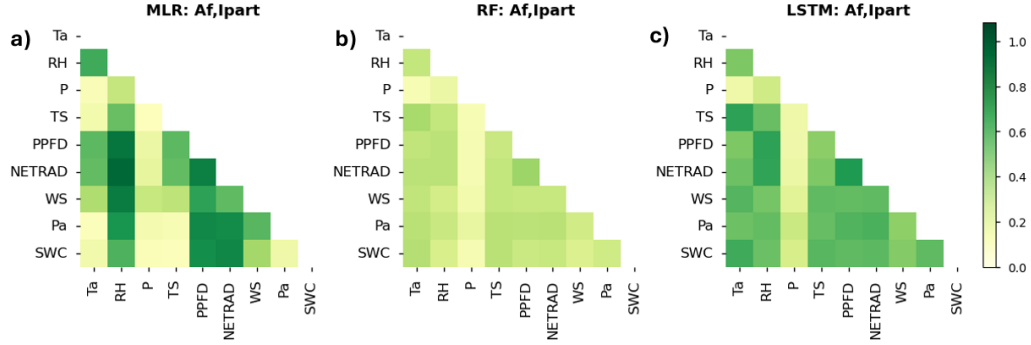 MLR: Af,Ipart
a)
Ta
RH
P
TS
PPFD
NETRAD
WS
Pa
SWC
Ta
RH
P
TS
PPFD
NETRAD
WS
Pa
SWC
RF: Af,Ipart
b)
Ta
RH
P
TS
PPFD
NETRAD
WS
Pa
SWC
Ta
RH
P
TS
PPFD
NETRAD
WS
Pa
SWC
LSTM: Af,Ipart
c)
Ta
RH
P
TS
PPFD
NETRAD
WS
Pa
SWC
Ta
RH
P
TS
PPFD
NETRAD
WS
Pa
SWC
1.0
0.8
0.6
0.4
0.2
0.0